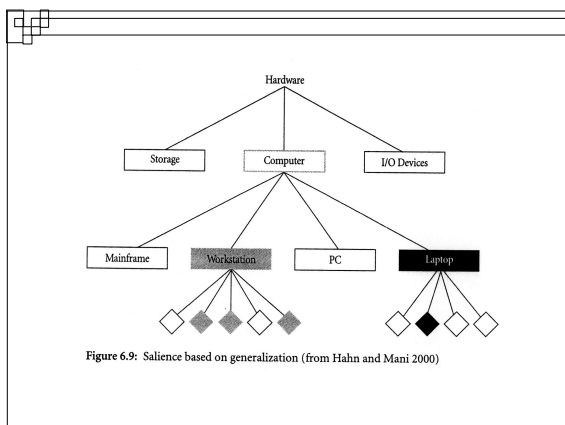 Hardware
Storage Computer I/O Devices
Mainframe Workstation PC Laptop
Figure 6.9: Salience based on generalization (from Hahn and Mani 2000)